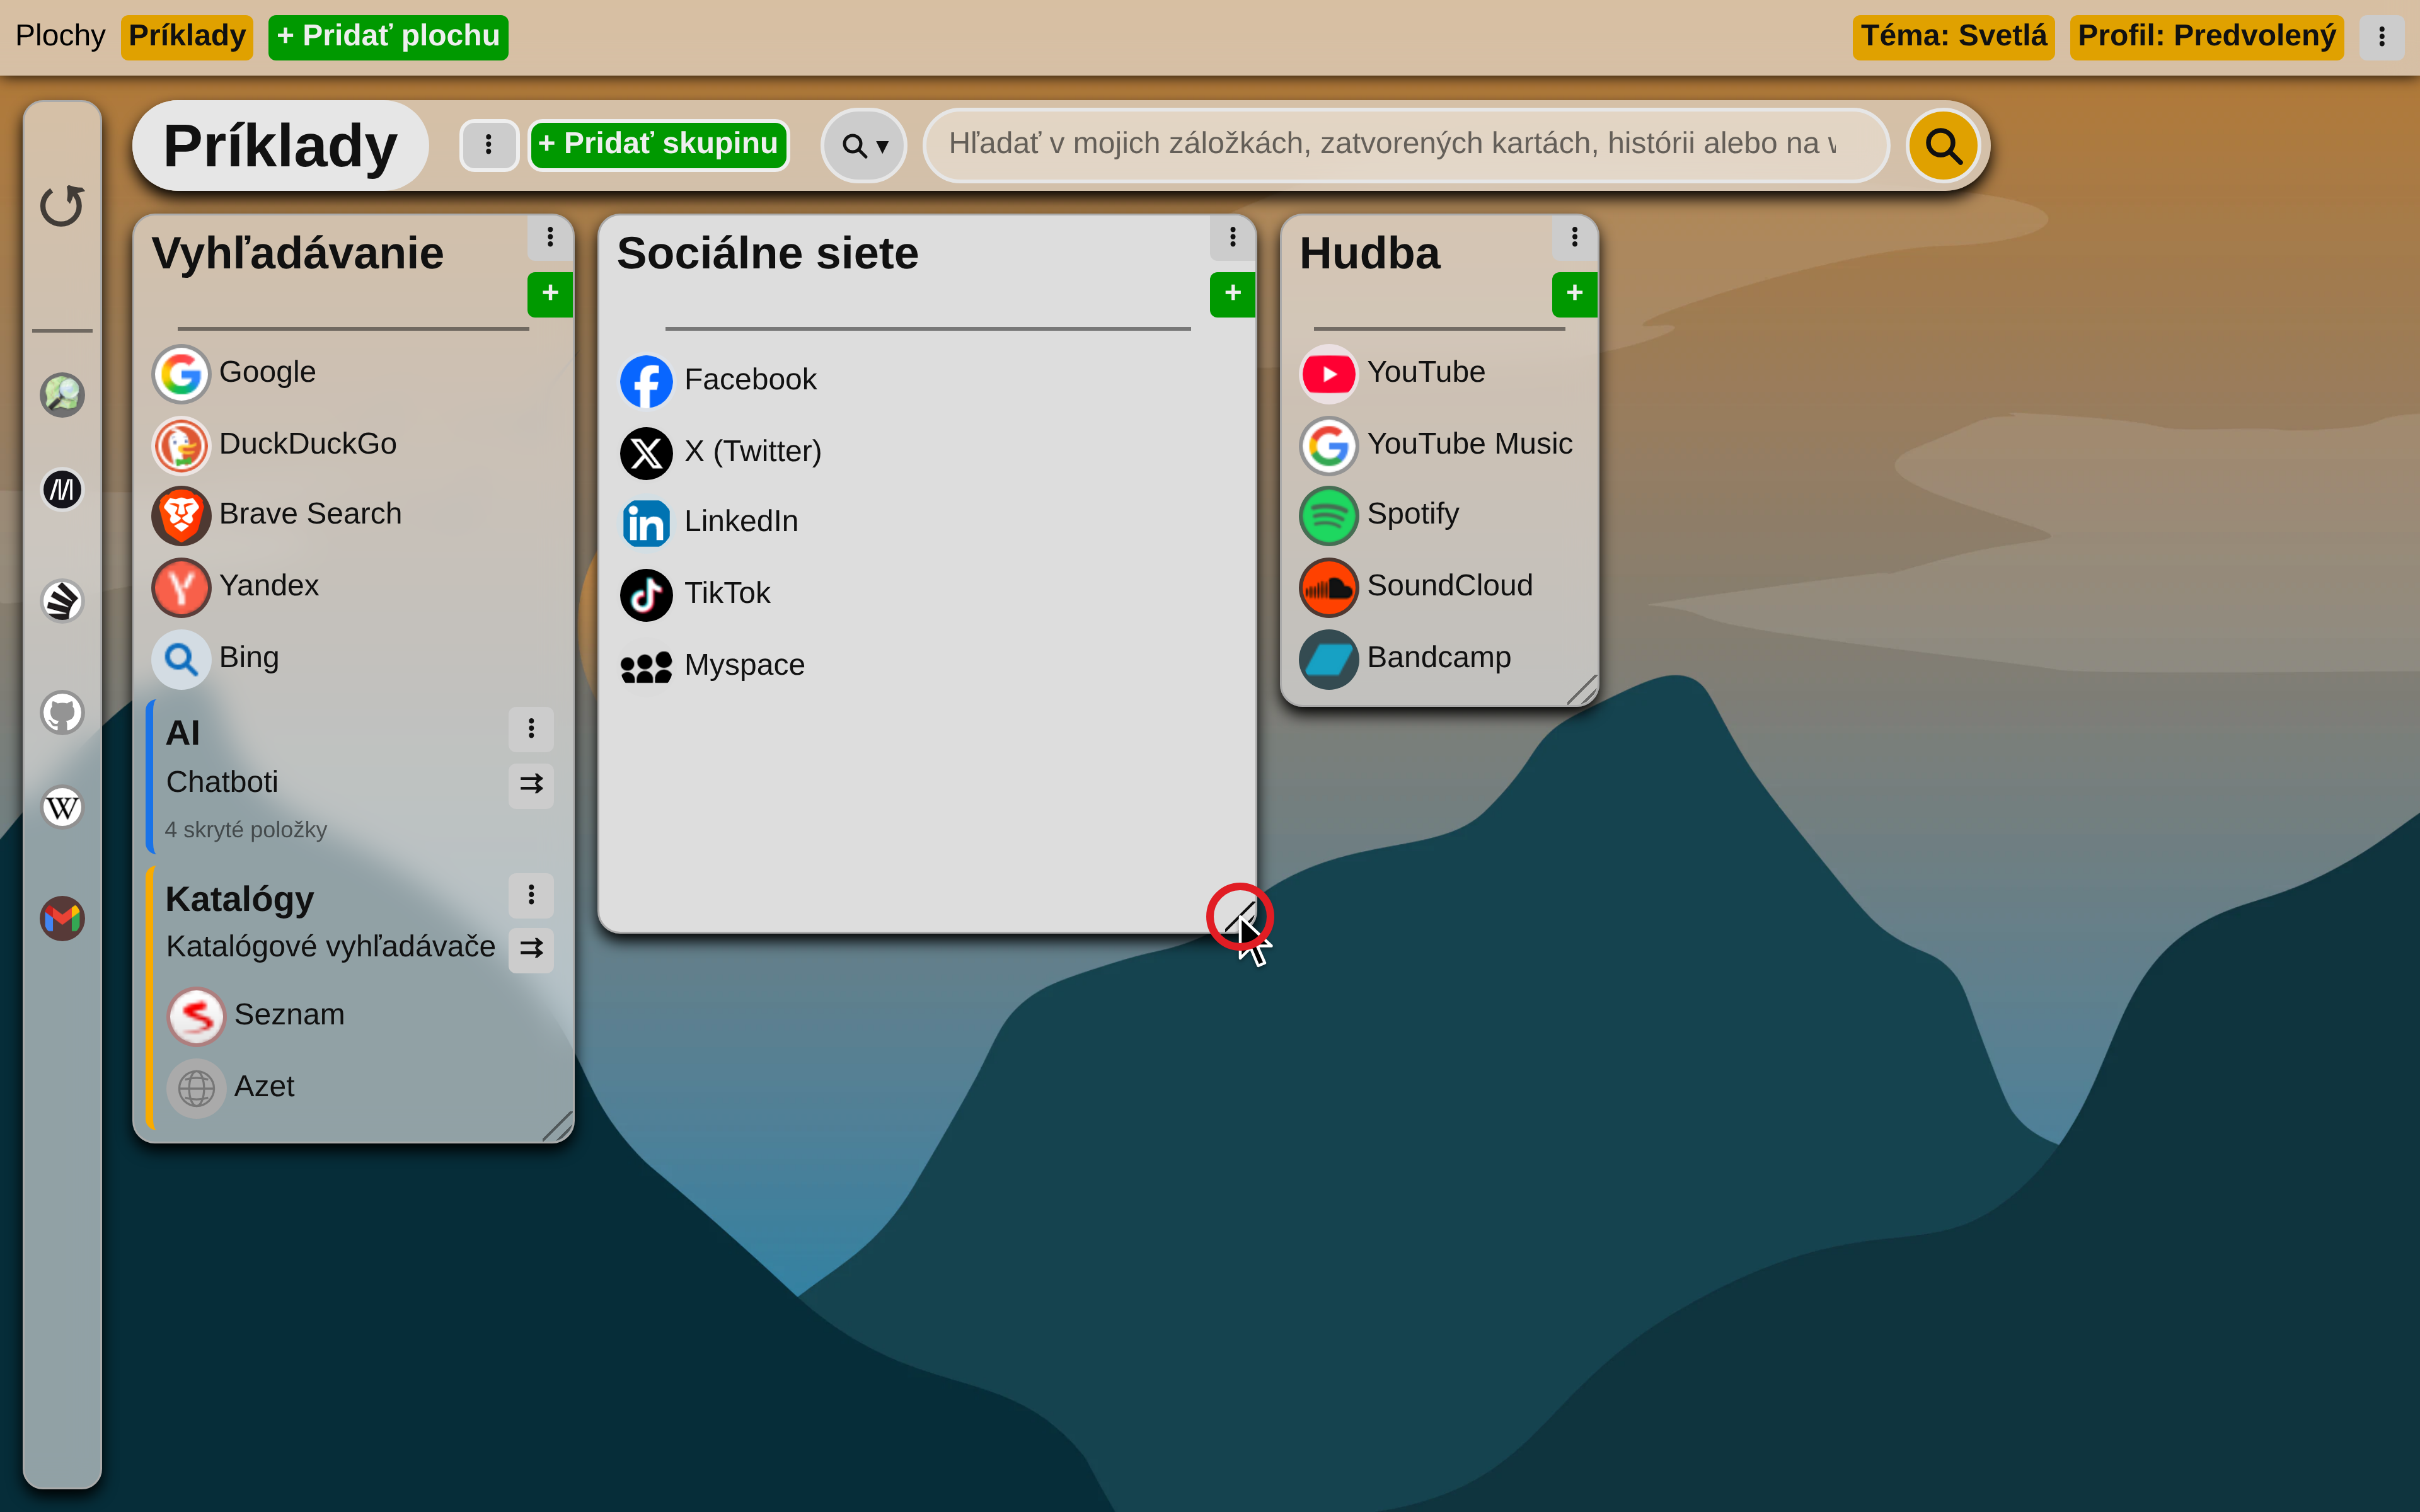 Plochy Príklady + Pridať plochu Téma: Svetlá Profil: Predvolený
Príklady + Pridať skupinu Hľadať v mojich záložkách, zatvorených kartách, histórii alebo na
Vyhľadávanie
Google
DuckDuckGo
Brave Search
Yandex
Bing
AI
Chatboti
4 skryté položky
Katalógy
Katalógové vyhľadávače
Seznam
Azet
Sociálne siete
Facebook
X (Twitter)
LinkedIn
TikTok
Myspace
Hudba
YouTube
YouTube Music
Spotify
SoundCloud
Bandcamp